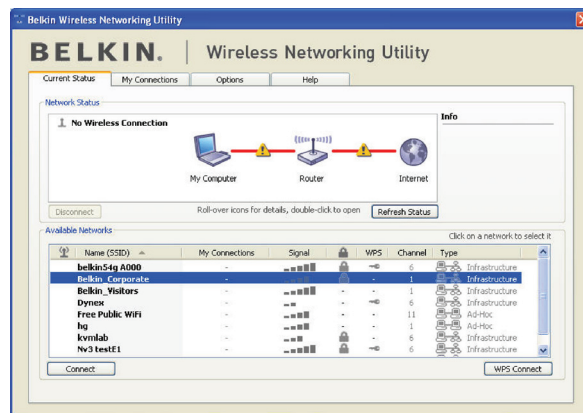 Belkin Wireless Networking Utility
BELKIN. | Wireless Networking Utility
Current Status My Connections Options Help
Network Status
No Wireless Connection
Info
My Computer Router Internet
Disconnect Roll-over icons for details, double-click to open Refresh Status
Available Networks
Click on a network to select it
Name (SSID) My Connections Signal WPS Channel Type
belkin54g A000 - 6 Infrastructure
Belkin_Corporate - - 1 Infrastructure
Belkin_Visitors - - - 1 Infrastructure
Dynex - - 6 Infrastructure
Free Public WiFi - - - 11 Ad-Hoc
hg - - - 1 Ad-Hoc
kvmlab - - 6 Infrastructure
Nv3 testE1 - 6 Infrastructure
Connect WPS Connect